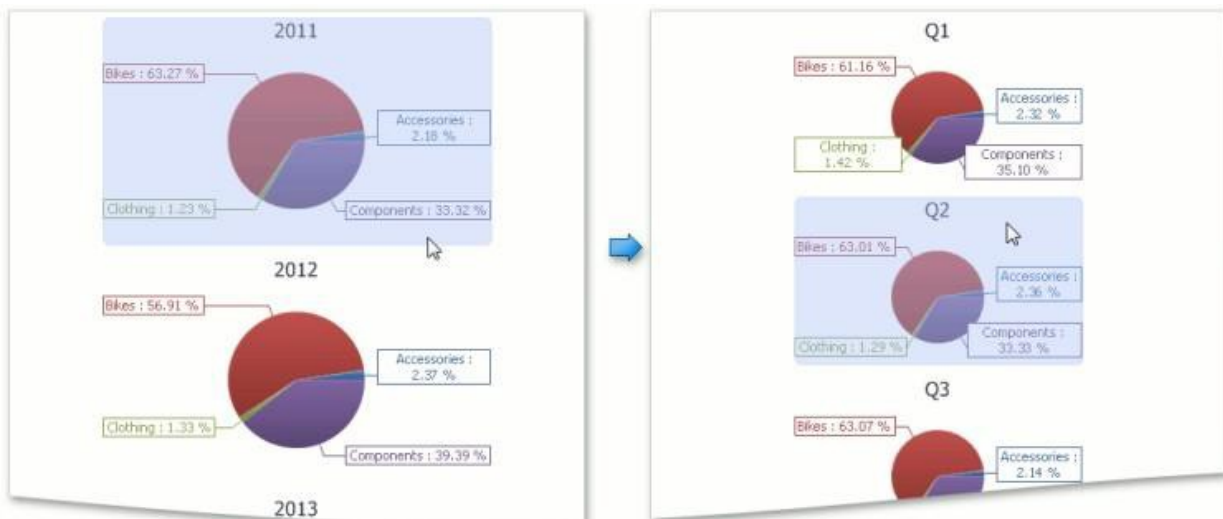 2011
Bikes : 63.27 %
Accessories :
2.18 %
Clothing : 1.23 %
Components : 33.32 %
2012
Bikes : 56.91 %
Accessories :
2.37 %
Clothing : 1.33 %
Components : 39.39 %
2013
Q1
Bikes : 61.16 %
Accessories :
2.32 %
Clothing :
1.42 %
Components :
35.10 %
Q2
Bikes : 63.01 %
Accessories :
2.36 %
Components :
33.33 %
Clothing : 1.29 %
Q3
Bikes : 63.07 %
Accessories :
2.14 %